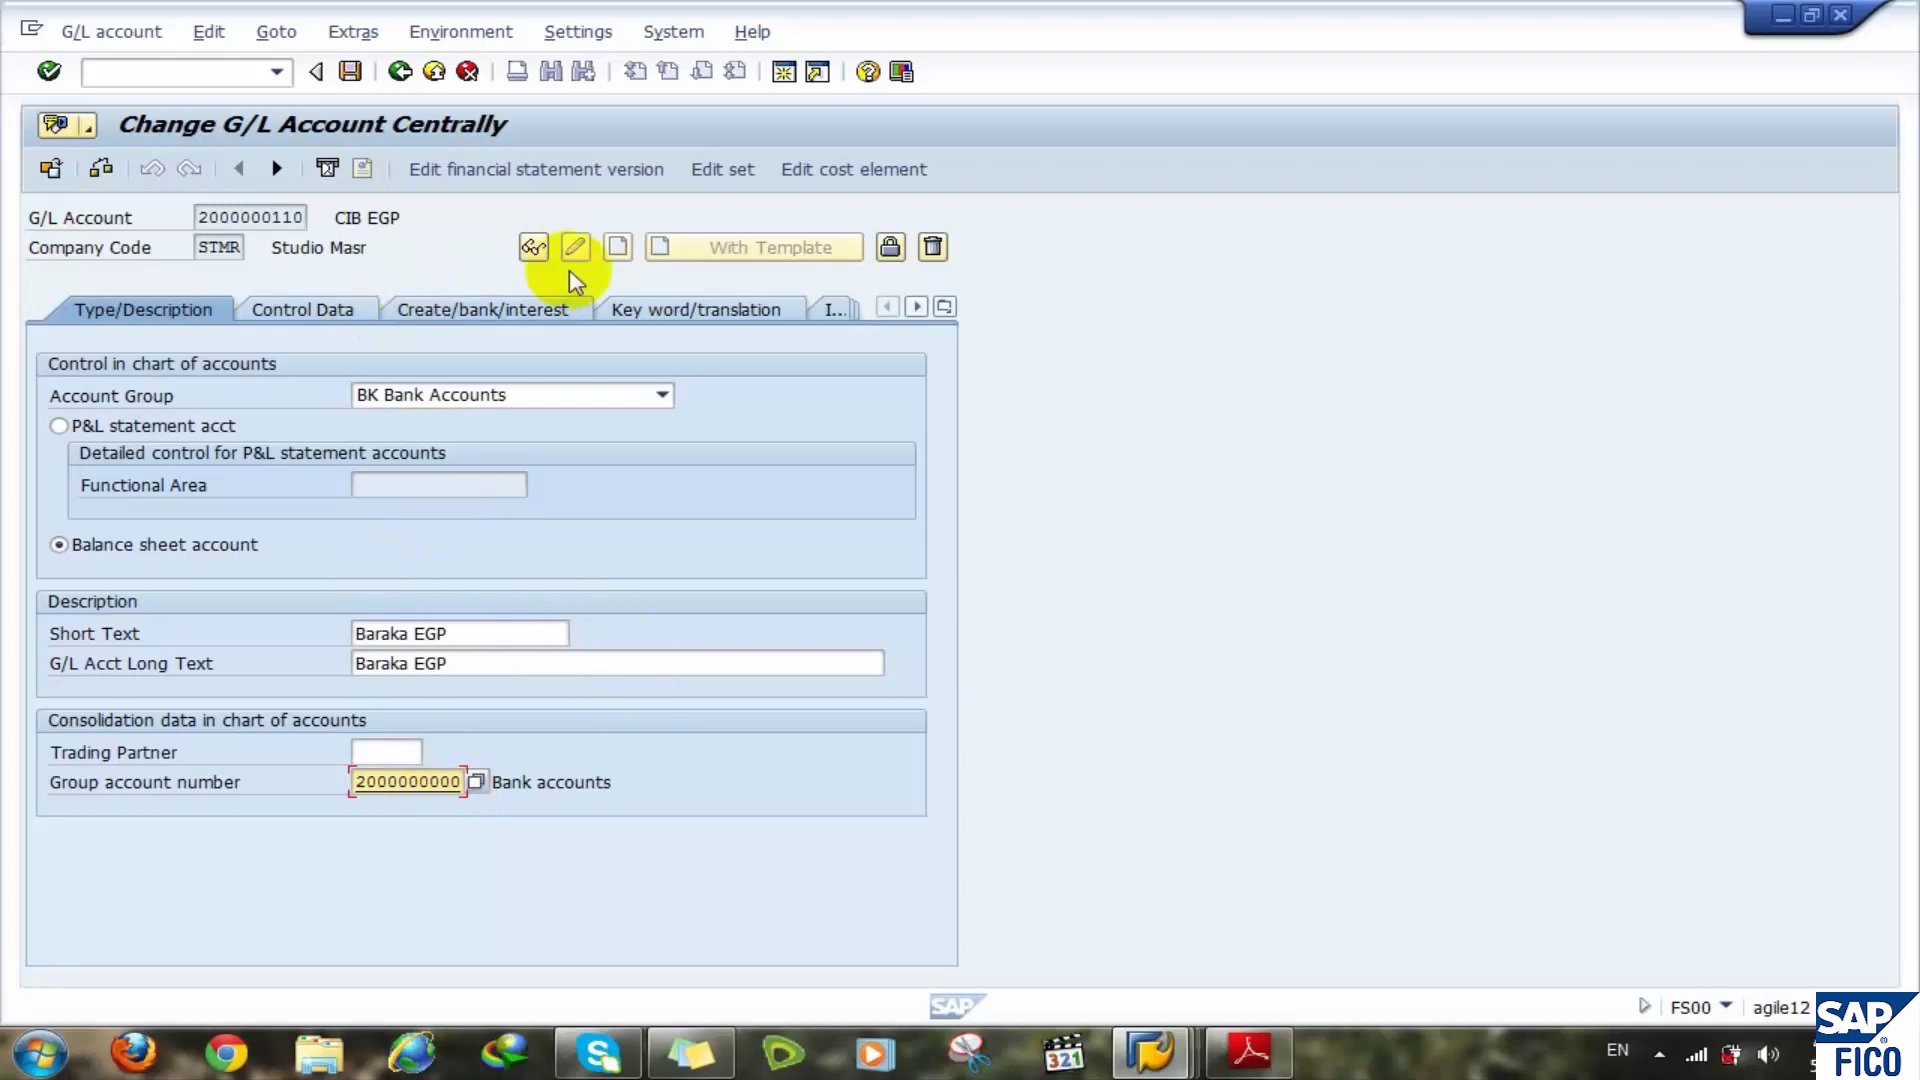 G/L account Edit Goto Extras Environment Settings System Help
Change G/L Account Centrally
Edit financial statement version Edit set Edit cost element
G/L Account 2000000110 CIB EGP
Company Code STMR Studio Masr With Template
Type/Description Control Data Create/bank/interest Key word/translation I...
Control in chart of accounts
Account Group BK Bank Accounts
P&L statement acct
Detailed control for P&L statement accounts
Functional Area
Balance sheet account
Description
Short Text Baraka EGP
G/L Acct Long Text Baraka EGP
Consolidation data in chart of accounts
Trading Partner
Group account number 2000000000 Bank accounts
SAP FS00 agile12
SAP
FICO
321 EN